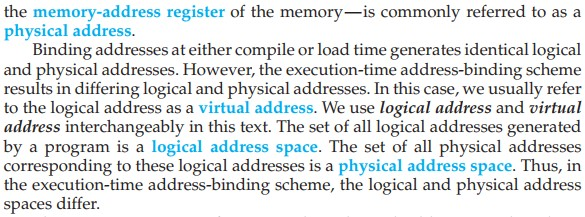 the memory-address register of the memory—is commonly referred to as a
physical address.
Binding addresses at either compile or load time generates identical logical
and physical addresses. However, the execution-time address-binding scheme
results in differing logical and physical addresses. In this case, we usually refer
to the logical address as a virtual address. We use logical address and virtual
address interchangeably in this text. The set of all logical addresses generated
by a program is a logical address space. The set of all physical addresses
corresponding to these logical addresses is a physical address space. Thus, in
the execution-time address-binding scheme, the logical and physical address
spaces differ.